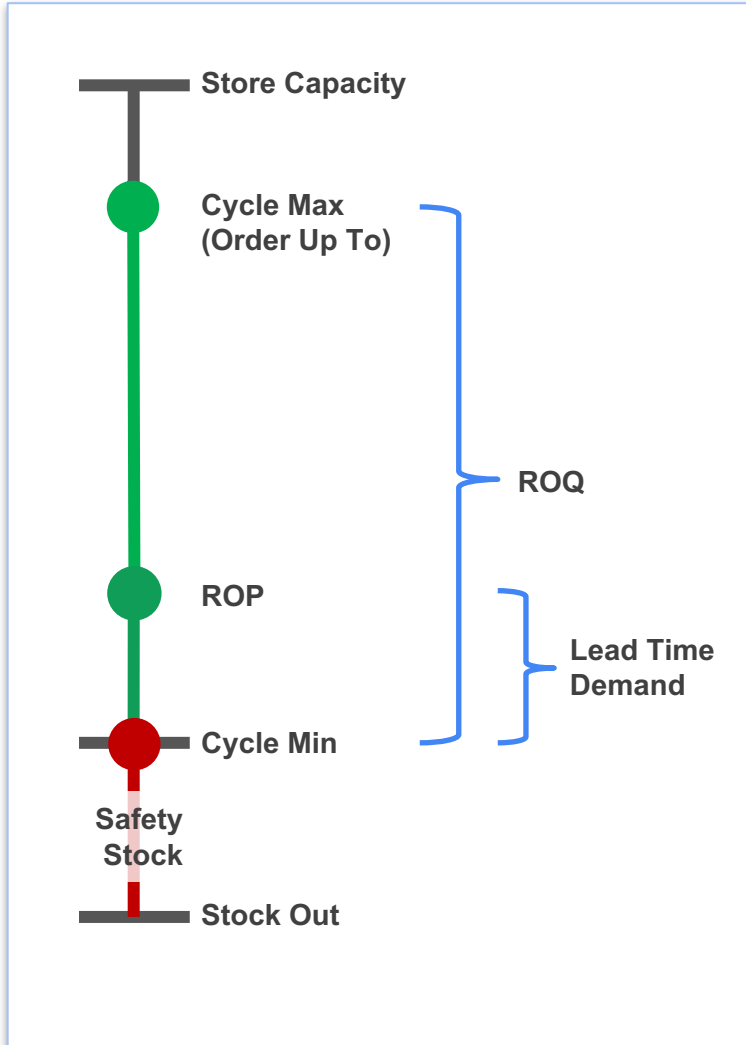 Store Capacity
Cycle Max
(Order Up To)
ROQ
ROP
Lead Time
Demand
Cycle Min
Safety
Stock
Stock Out